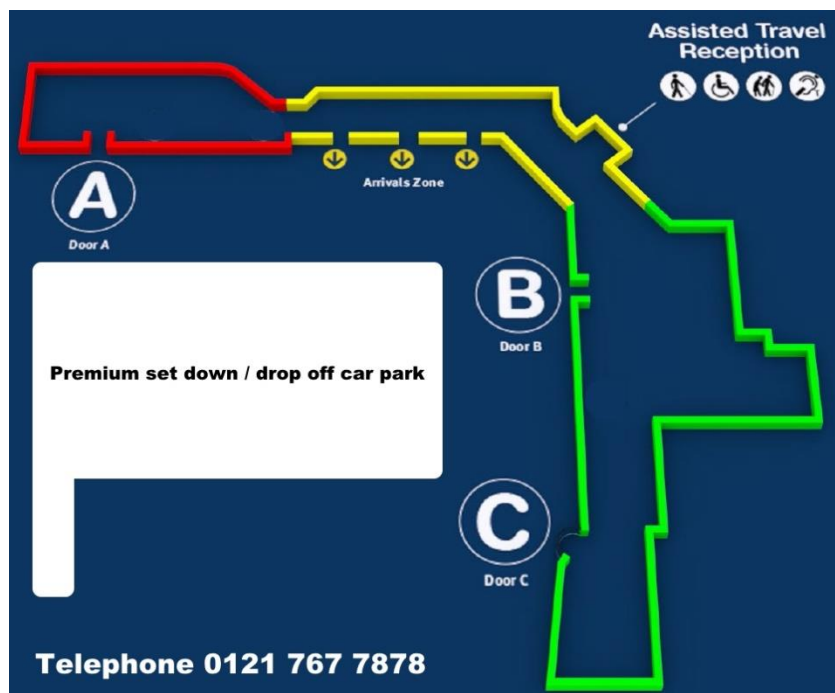 Assisted Travel
Reception
Arrivals Zone
A
Door A
B
Door B
Premium set down / drop off car park
C
Door C
Telephone 0121 767 7878